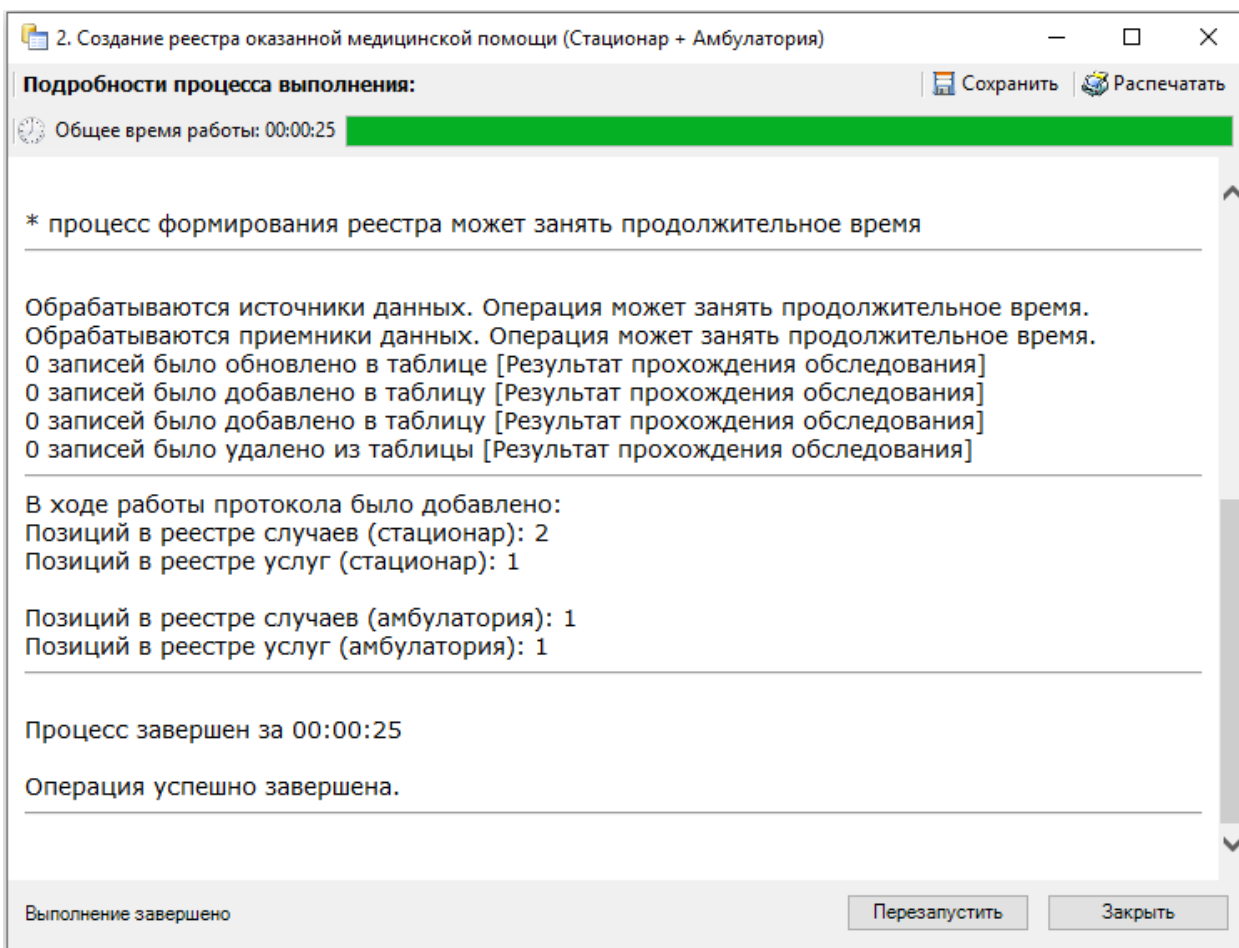 2. Создание реестра оказанной медицинской помощи (Стационар + Амбулатория)
Подробности процесса выполнения:
Сохранить
Распечатать
Общее время работы: 00:00:25
* процесс формирования реестра может занять продолжительное время
Обрабатываются источники данных. Операция может занять продолжительное время.
Обрабатываются приемники данных. Операция может занять продолжительное время.
0 записей было обновлено в таблице [Результат прохождения обследования]
0 записей было добавлено в таблицу [Результат прохождения обследования]
0 записей было добавлено в таблицу [Результат прохождения обследования]
0 записей было удалено из таблицы [Результат прохождения обследования]
В ходе работы протокола было добавлено:
Позиций в реестре случаев (стационар): 2
Позиций в реестре услуг (стационар): 1
Позиций в реестре случаев (амбулатория): 1
Позиций в реестре услуг (амбулатория): 1
Процесс завершен за 00:00:25
Операция успешно завершена.
Выполнение завершено
Перезапустить
Закрыть